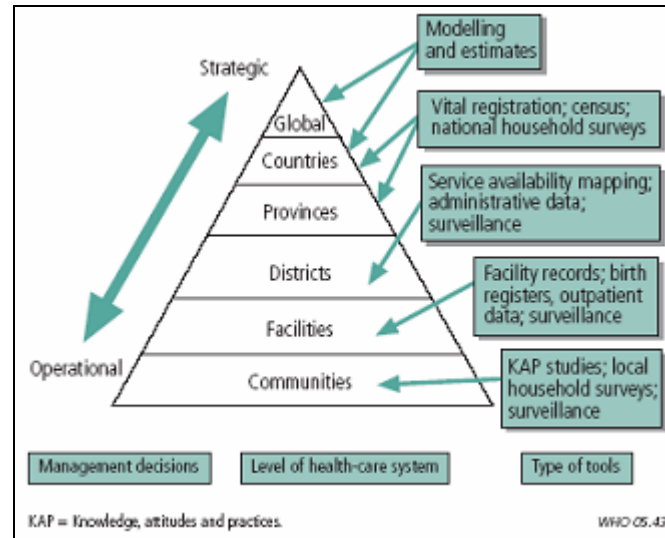 Modelling
and estimates
Strategic
Global
Vital registration; census;
national household surveys
Countries
Service availability mapping;
administrative data;
surveillance
Provinces
Districts
Facility records; birth
registers, outpatient
data; surveillance
Facilities
Operational
Communities
KAP studies; local
household surveys;
surveillance
Management decisions
Level of health-care system
Type of tools
KAP = Knowledge, attitudes and practices.
WHO 05.43